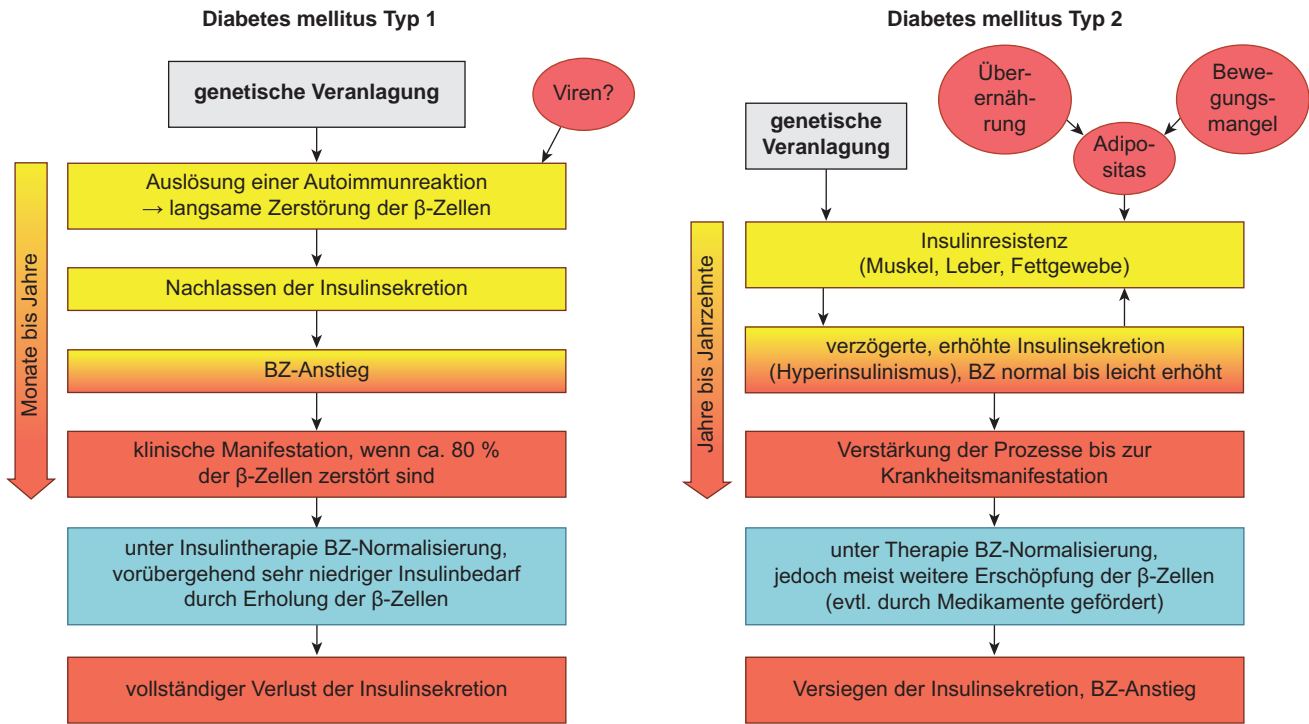 Diabetes mellitus Typ 1
genetische Veranlagung
Viren?
Monate bis Jahre
Auslösung einer Autoimmunreaktion
→ langsame Zerstörung der β-Zellen
Nachlassen der Insulinsekretion
BZ-Anstieg
klinische Manifestation, wenn ca. 80 %
der β-Zellen zerstört sind
unter Insulintherapie BZ-Normalisierung,
vorübergehend sehr niedriger Insulinbedarf
durch Erholung der β-Zellen
vollständiger Verlust der Insulinsekretion
Diabetes mellitus Typ 2
genetische
Veranlagung
Über-
ernäh-
rung
Bewe-
gungs-
mangel
Adipo-
sitas
Jahre bis Jahrzehnte
Insulinresistenz
(Muskel, Leber, Fettgewebe)
verzögerte, erhöhte Insulinsekretion
(Hyperinsulinismus), BZ normal bis leicht erhöht
Verstärkung der Prozesse bis zur
Krankheitsmanifestation
unter Therapie BZ-Normalisierung,
jedoch meist weitere Erschöpfung der β-Zellen
(evtl. durch Medikamente gefördert)
Versiegen der Insulinsekretion, BZ-Anstieg